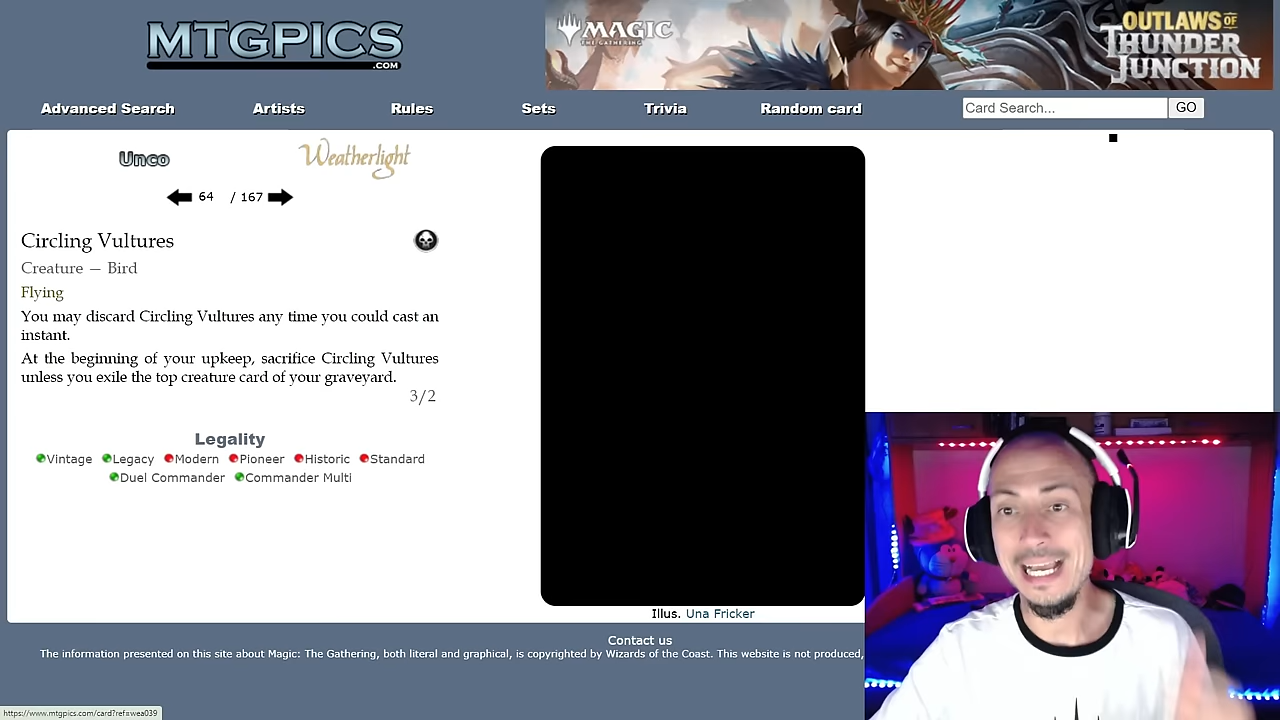 MTGPICS
.COM
MAGIC
THE GATHERING
OUTLAWS OF
THUNDER
JUNCTION
Advanced Search Artists Rules Sets Trivia Random card Card Search... GO
Unco Weatherlight
64 / 167
Circling Vultures
Creature — Bird
Flying
You may discard Circling Vultures any time you could cast an
instant.
At the beginning of your upkeep, sacrifice Circling Vultures
unless you exile the top creature card of your graveyard.
3/2
Legality
Vintage Legacy Modern Pioneer Historic Standard
Duel Commander Commander Multi
Illus. Una Fricker
Contact us
The information presented on this site about Magic: The Gathering, both literal and graphical, is copyrighted by Wizards of the Coast. This website is not produced,
https://www.mtgpics.com/card?ref=wea039